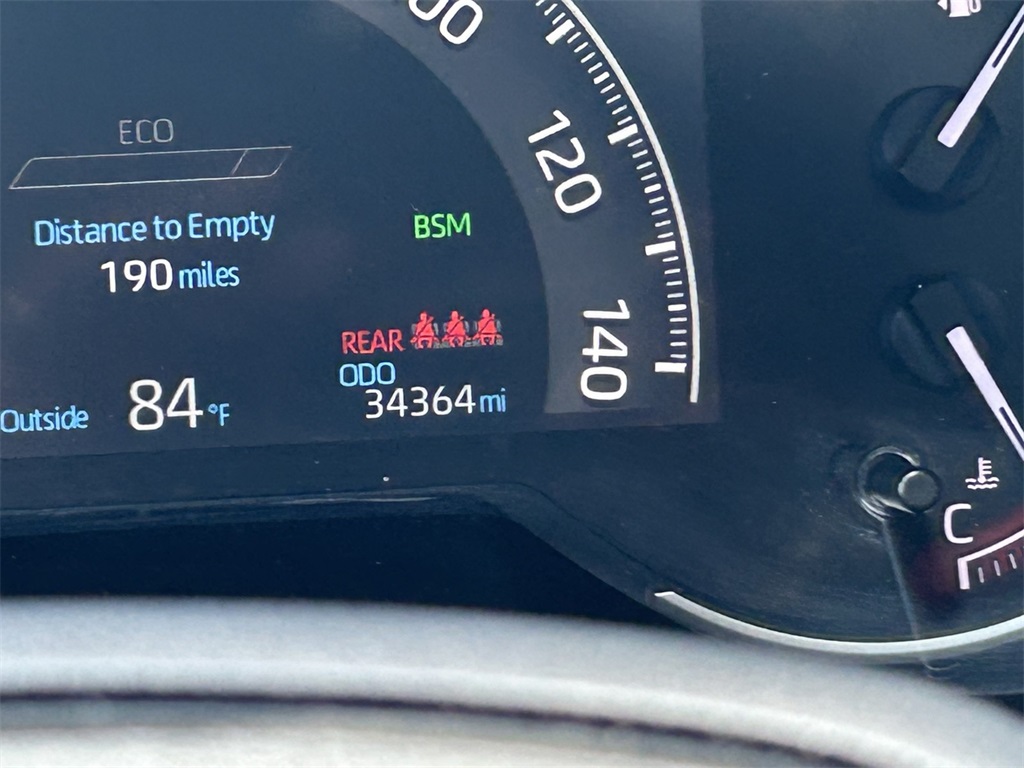 ECO
Distance to Empty
190 miles
BSM
REAR
ODO
34364 mi
Outside 84 °F
120
140
C